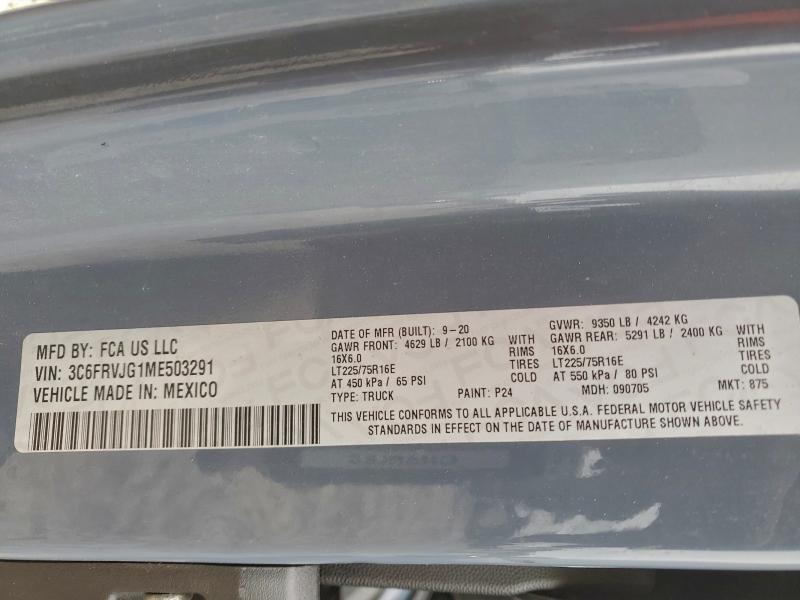 MFD BY: FCA US LLC
VIN: 3C6FRVJG1ME503291
VEHICLE MADE IN: MEXICO
DATE OF MFR (BUILT): 9-20
GAWR FRONT: 4629 LB / 2100 KG WITH
16X6.0 RIMS
LT225/75R16E TIRES
AT 450 kPa / 65 PSI COLD
TYPE: TRUCK PAINT: P24
GVWR: 9350 LB / 4242 KG
GAWR REAR: 5291 LB / 2400 KG WITH
16X6.0 RIMS
LT225/75R16E TIRES
AT 550 kPa / 80 PSI COLD
MDH: 090705 MKT: 875
THIS VEHICLE CONFORMS TO ALL APPLICABLE U.S.A. FEDERAL MOTOR VEHICLE SAFETY
STANDARDS IN EFFECT ON THE DATE OF MANUFACTURE SHOWN ABOVE.